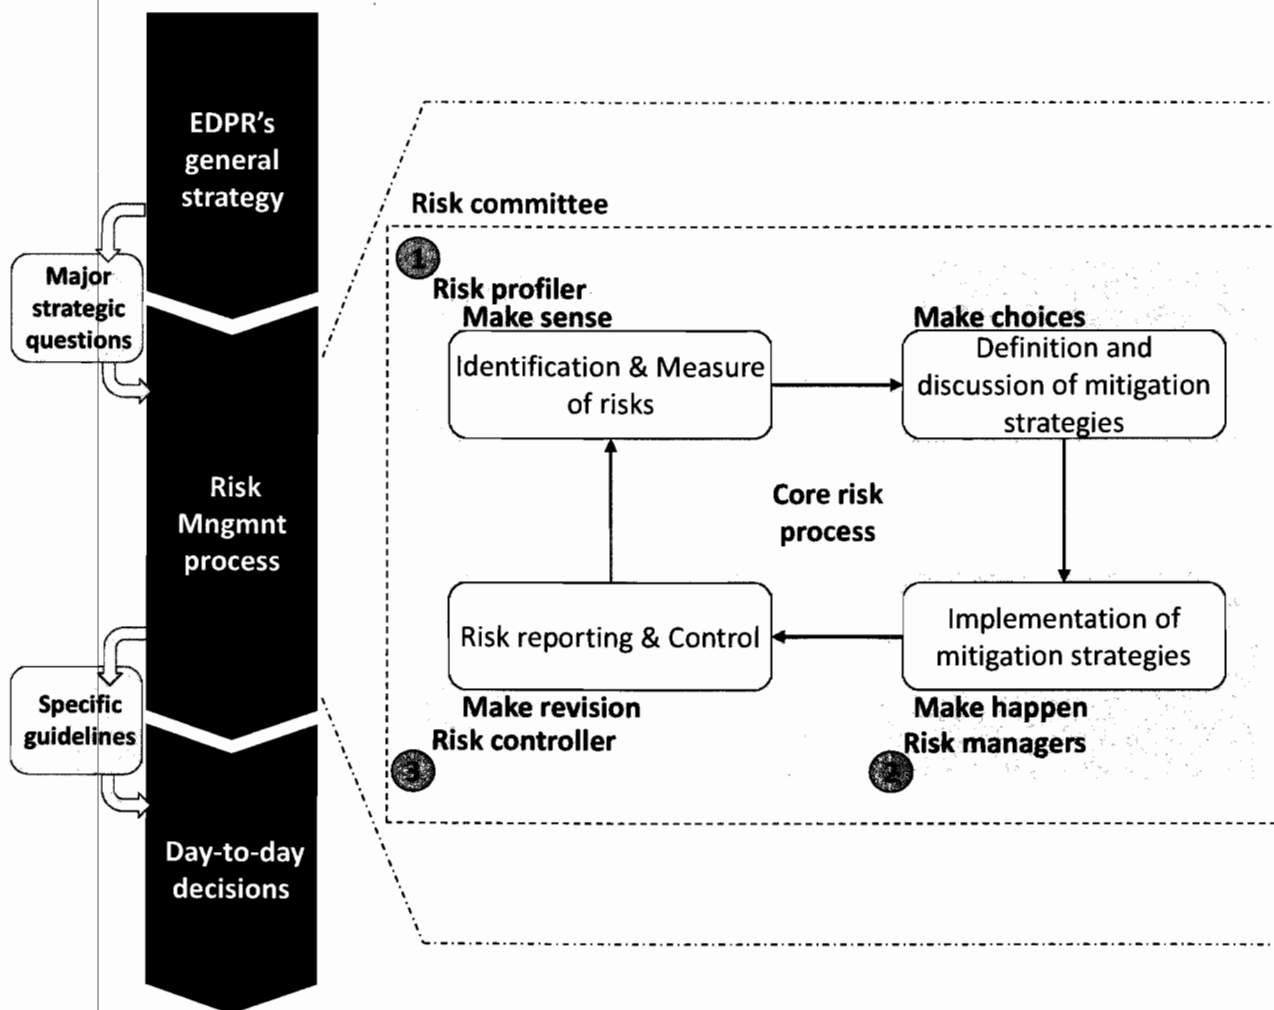 EDPR's
general
strategy
Major
strategic
questions
Risk
Mngmnt
process
Specific
guidelines
Day-to-day
decisions
Risk committee
1
Risk profiler
Make sense
Identification & Measure
of risks
Make choices
Definition and
discussion of mitigation
strategies
Core risk
process
Risk reporting & Control
Make revision
Risk controller
3
Implementation of
mitigation strategies
Make happen
Risk managers
2